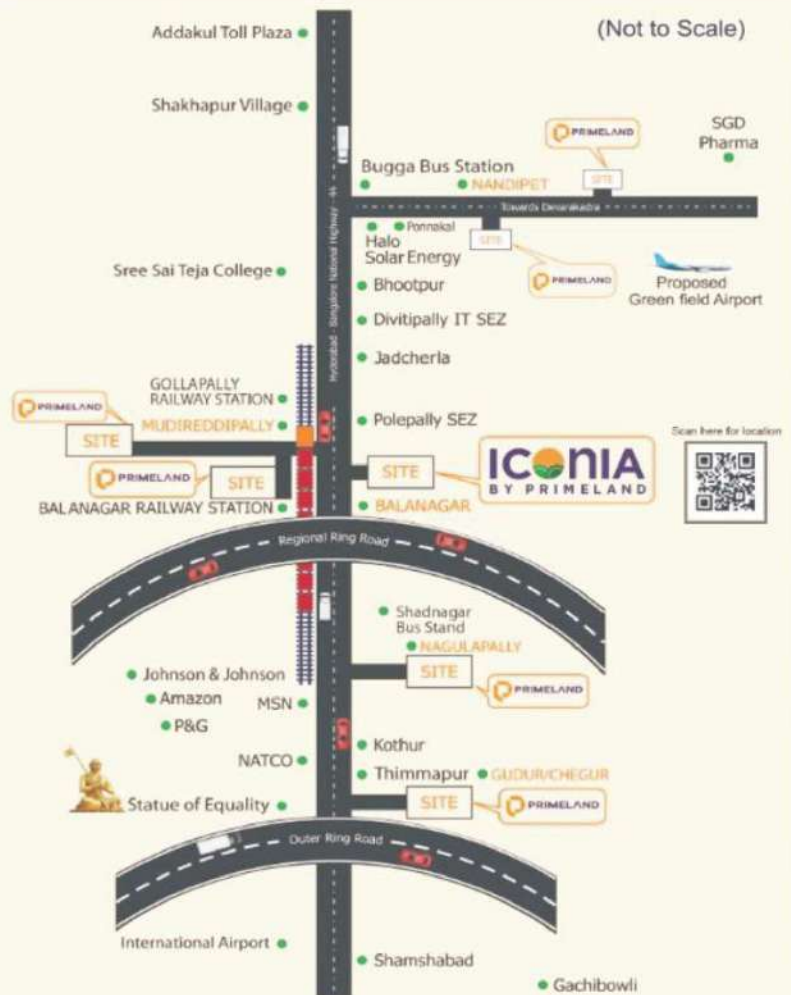 (Not to Scale)
Addakul Toll Plaza
Shakhapur Village
SGD
Pharma
PRIMELAND
SITE
Bugga Bus Station
NANDIPET
Towards Devarakadra
Ponnakal
Halo
Solar Energy
SITE
PRIMELAND
Proposed
Green field Airport
Hyderabad - Bangalore National Highway - 44
Sree Sai Teja College
Bhootpur
Divitipally IT SEZ
Jadcherla
GOLLAPALLY
RAILWAY STATION
PRIMELAND
MUDIREDDIPALLY
SITE
Polepally SEZ
Scan here for location
PRIMELAND
SITE
SITE
ICONIA
BY PRIMELAND
BALANAGAR RAILWAY STATION
BALANAGAR
Regional Ring Road
Shadnagar
Bus Stand
NAGULAPALLY
SITE
PRIMELAND
Johnson & Johnson
Amazon
MSN
P&G
Kothur
NATCO
Thimmapur
GUDUR/CHEGUR
Statue of Equality
SITE
PRIMELAND
Outer Ring Road
International Airport
Shamshabad
Gachibowli